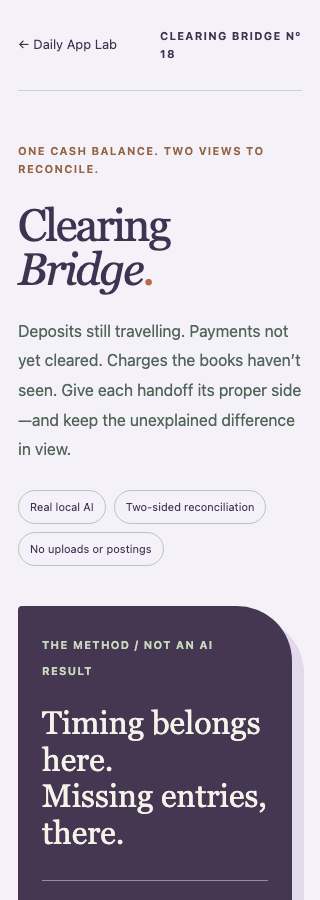 ← Daily App Lab
CLEARING BRIDGE Nº
18
ONE CASH BALANCE. TWO VIEWS TO
RECONCILE.
Clearing
Bridge.
Deposits still travelling. Payments not
yet cleared. Charges the books haven’t
seen. Give each handoff its proper side
—and keep the unexplained difference
in view.
Real local AI
Two-sided reconciliation
No uploads or postings
THE METHOD / NOT AN AI
RESULT
Timing belongs
here.
Missing entries,
there.